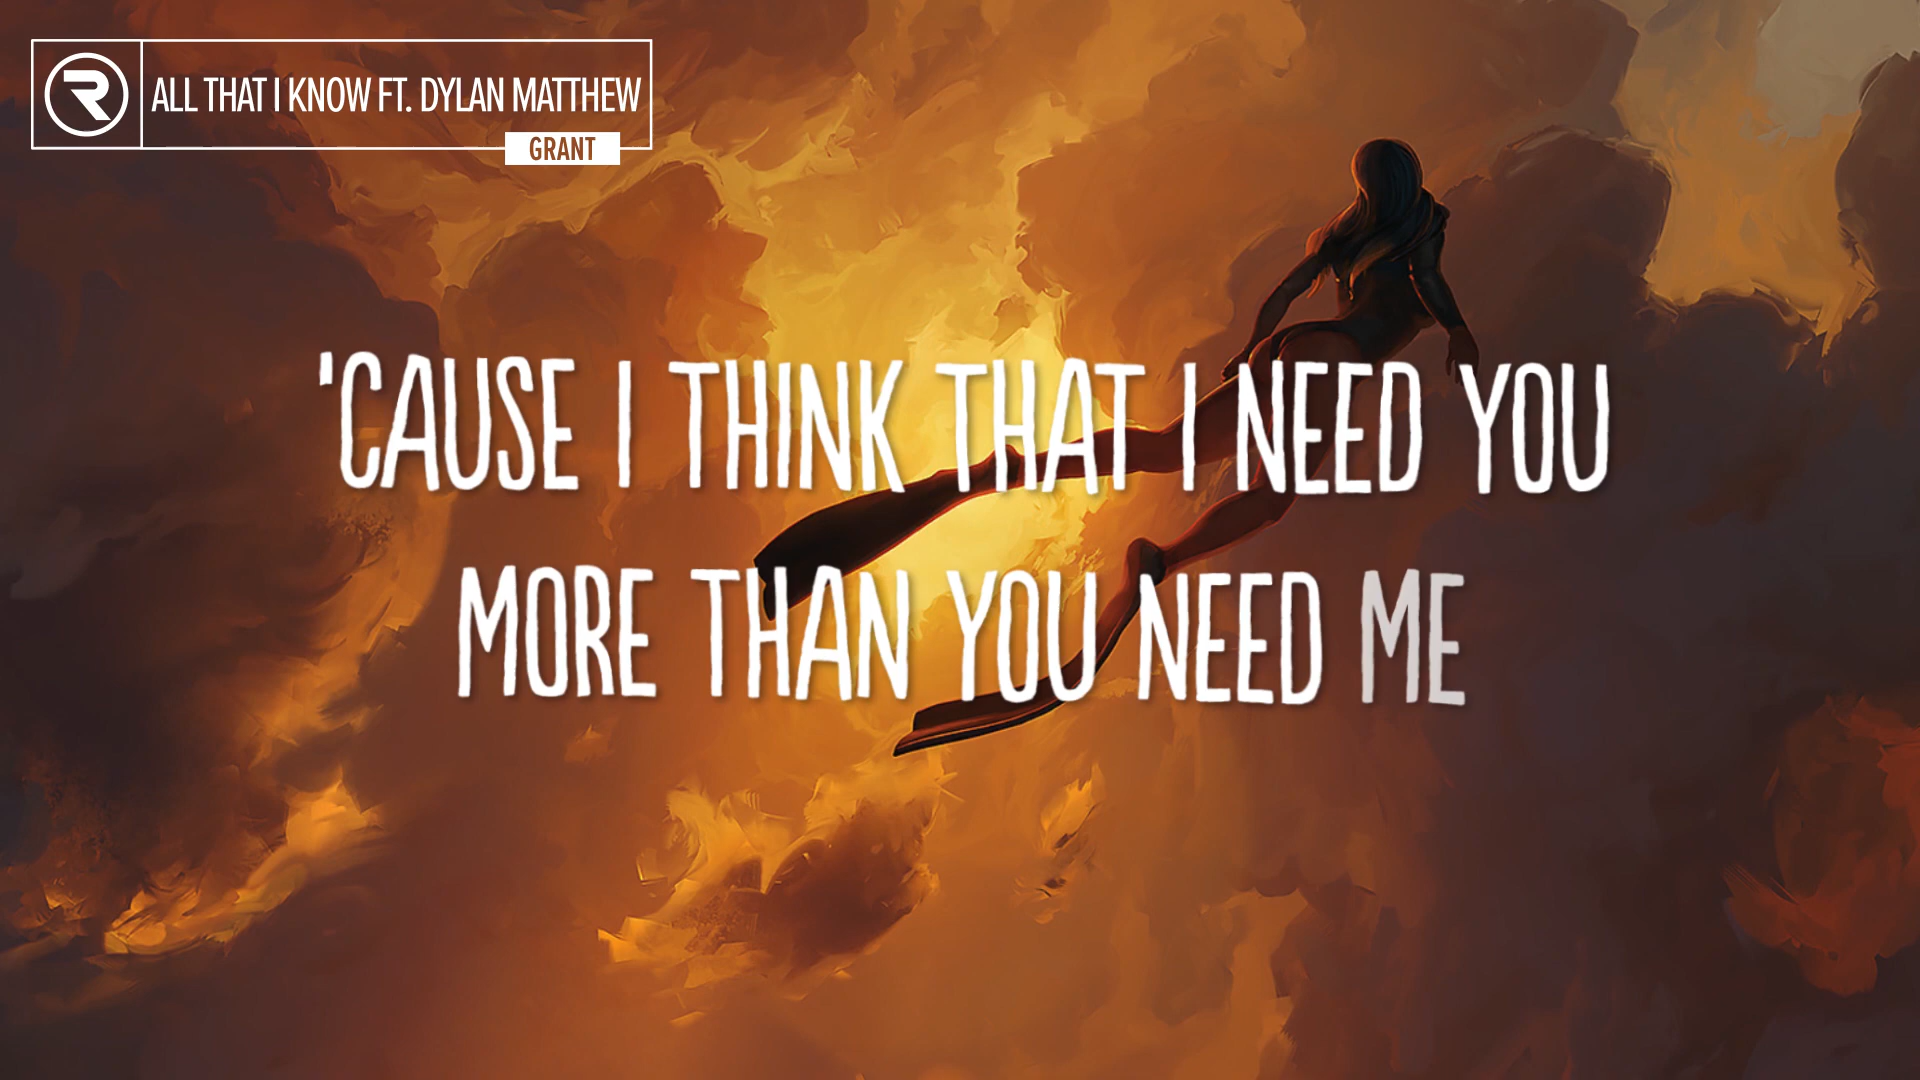 ALL THAT I KNOW FT. DYLAN MATTHEW
GRANT
'CAUSE I THINK THAT I NEED YOU
MORE THAN YOU NEED ME